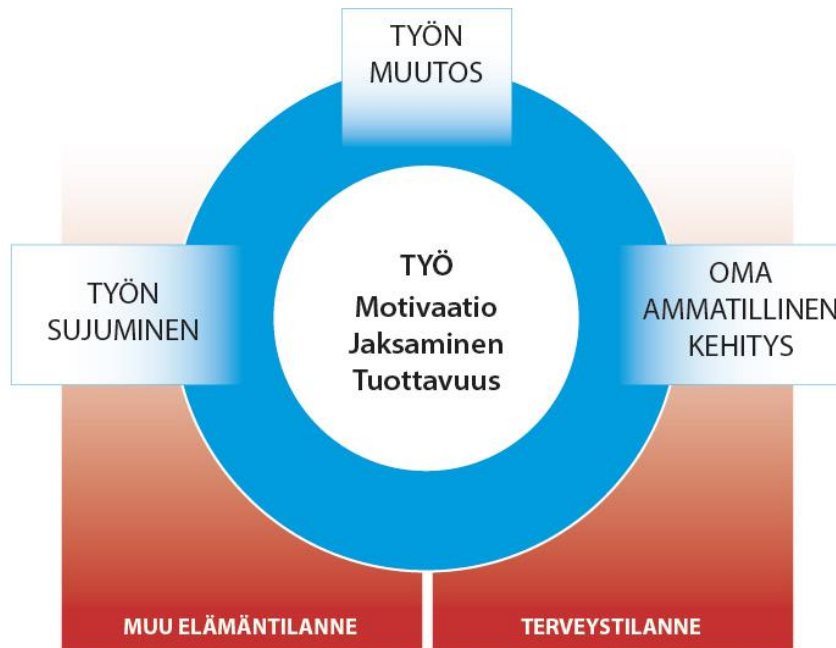 TYÖN
MUUTOS
TYÖN
SUJUMINEN
TYÖ
Motivaatio
Jaksaminen
Tuottavuus
OMA
AMMATILLINEN
KEHITYS
MUU ELÄMÄNTILANNE
TERVEYSTILANNE